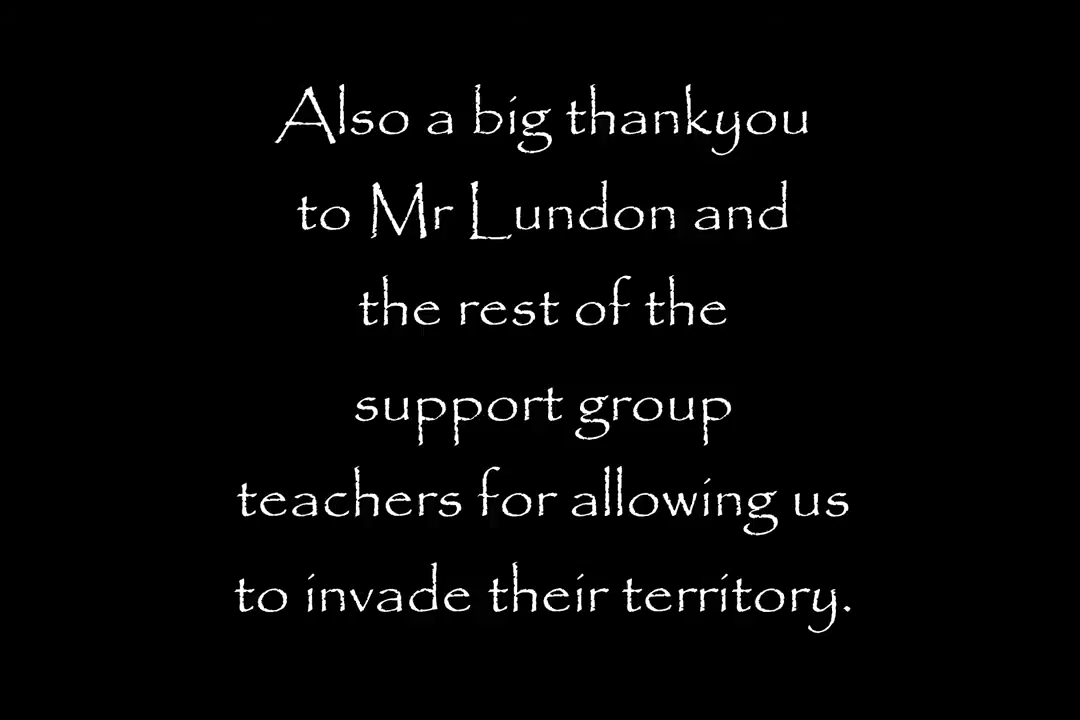 Also a big thankyou
to Mr Lundon and
the rest of the
support group
teachers for allowing us
to invade their territory.